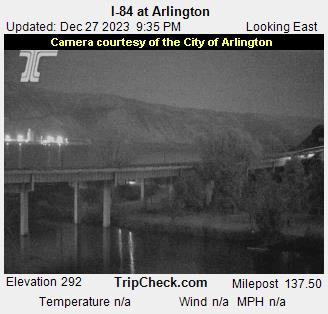 I-84 at Arlington
Updated: Dec 27 2023 9:35 PM Looking East
Camera courtesy of the City of Arlington
Elevation 292 TripCheck.com Milepost 137.50
Temperature n/a Wind n/a MPH n/a